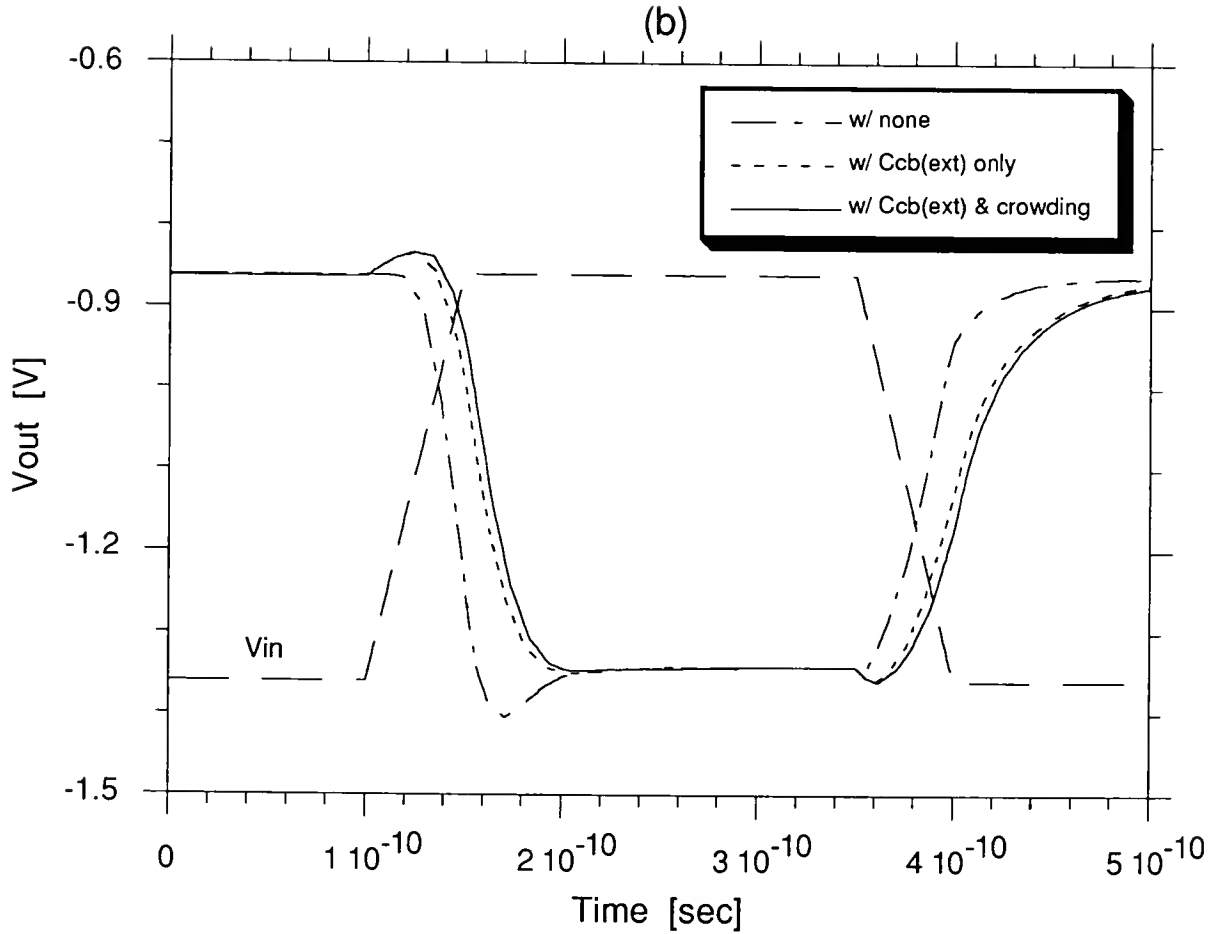 (b)
-0.6
w/ none
w/ Ccb(ext) only
w/ Ccb(ext) & crowding
-0.9
Vout [V]
-1.2
Vin
-1.5
0
1 10⁻¹⁰
2 10⁻¹⁰
3 10⁻¹⁰
4 10⁻¹⁰
5 10⁻¹⁰
Time [sec]